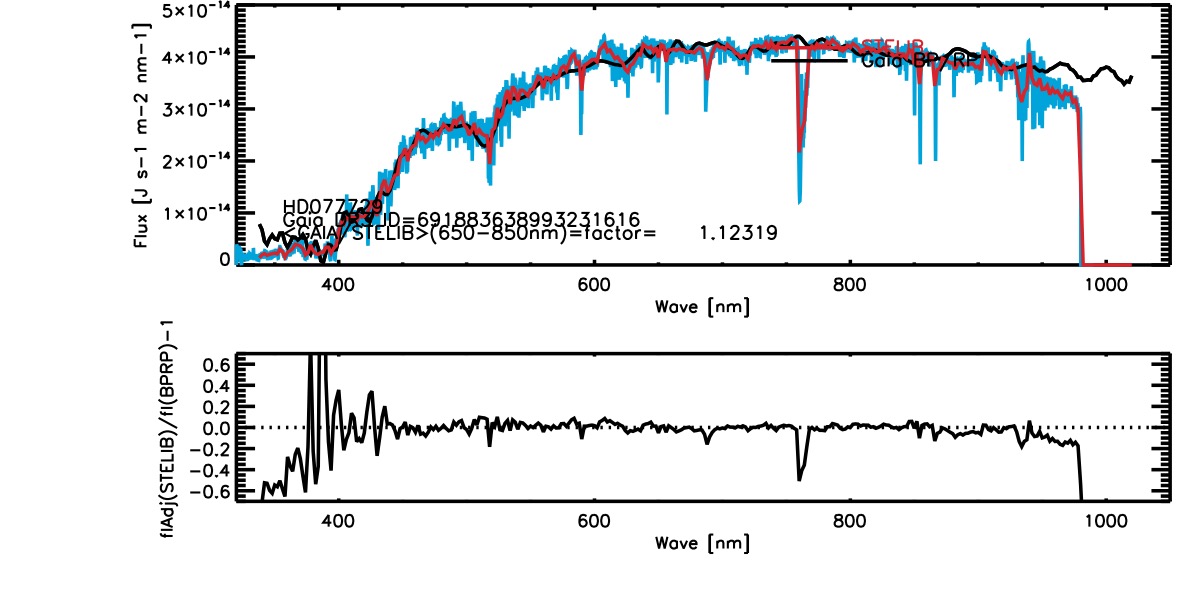 5×10⁻¹⁴
4×10⁻¹⁴
3×10⁻¹⁴
2×10⁻¹⁴
1×10⁻¹⁴
0
Flux [J s−1 m−2 nm−1]
STELIB
Gaia BP_RP
HD077729
<GAIA/STELIB>(650−850nm)=factor= 1.12319
400 600 800 1000
Wave [nm]
0.6
0.4
0.2
0.0
−0.2
−0.4
−0.6
flAdj(STELIB)/fl(BPRP)−1
400 600 800 1000
Wave [nm]